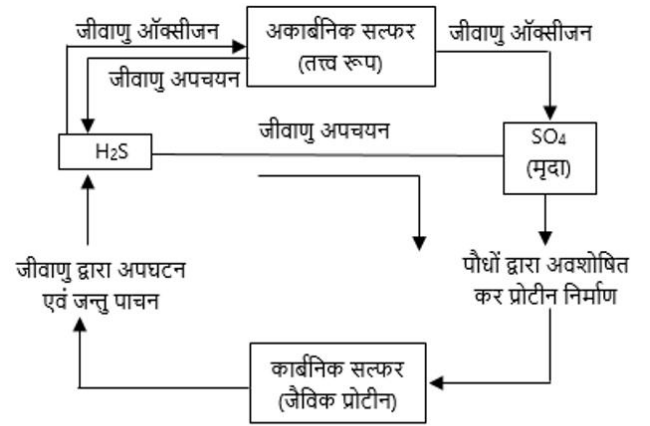 जीवाणु ऑक्सीजन
अकार्बनिक सल्फर
(तत्त्व रूप)
जीवाणु ऑक्सीजन
जीवाणु अपचयन
जीवाणु अपचयन
H₂S
SO₄
(मृदा)
जीवाणु द्वारा अपघटन
एवं जन्तु पाचन
पौधों द्वारा अवशोषित
कर प्रोटीन निर्माण
कार्बनिक सल्फर
(जैविक प्रोटीन)